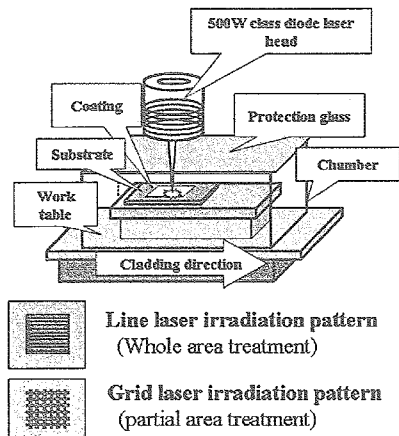 500W class diode laser
head
Coating
Protection glass
Substrate
Chamber
Work
table
Cladding direction
Line laser irradiation pattern
(Whole area treatment)
Grid laser irradiation pattern
(partial area treatment)